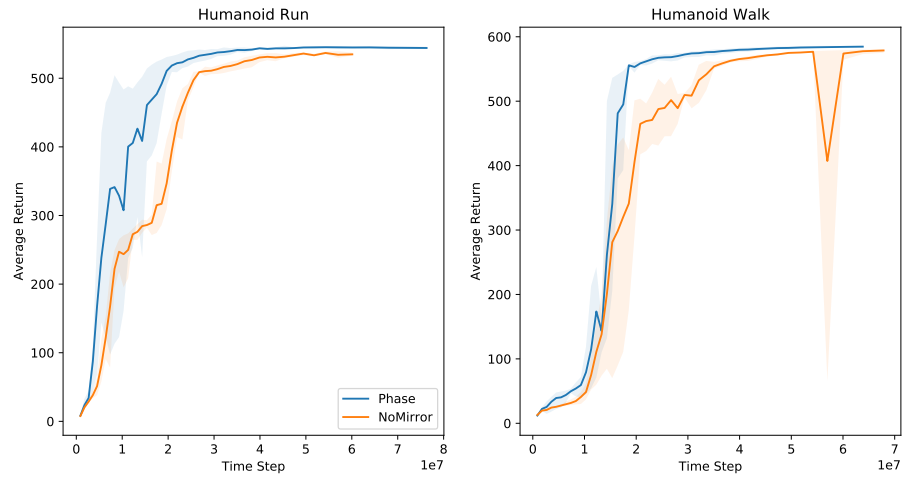 Humanoid Run
Average Return
500
400
300
200
100
0
0 1 2 3 4 5 6 7 8
1e7
Time Step
Phase
NoMirror
Humanoid Walk
Average Return
600
500
400
300
200
100
0
0 1 2 3 4 5 6 7
1e7
Time Step